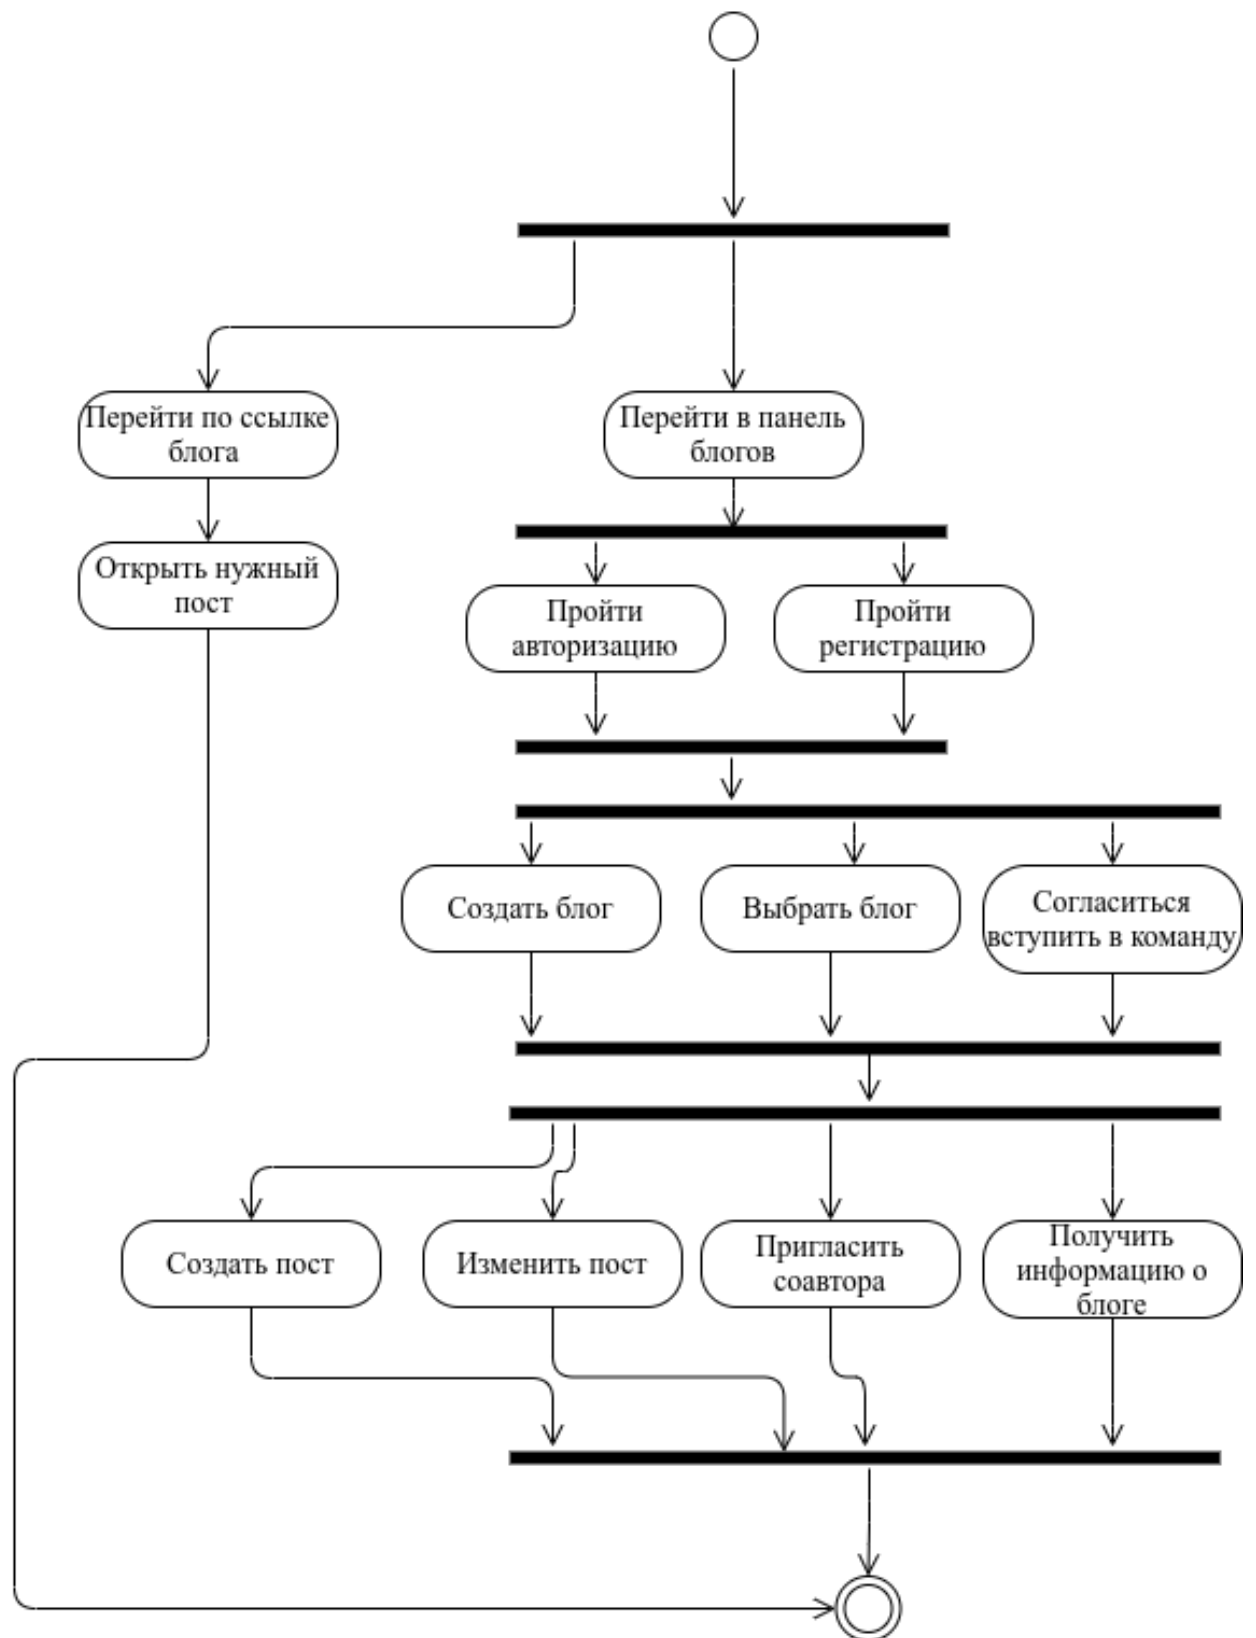 Перейти по ссылке
блога
Перейти в панель
блогов
Открыть нужный
пост
Пройти
авторизацию
Пройти
регистрацию
Создать блог
Выбрать блог
Согласиться
вступить в команду
Создать пост
Изменить пост
Пригласить
соавтора
Получить
информацию о
блоге